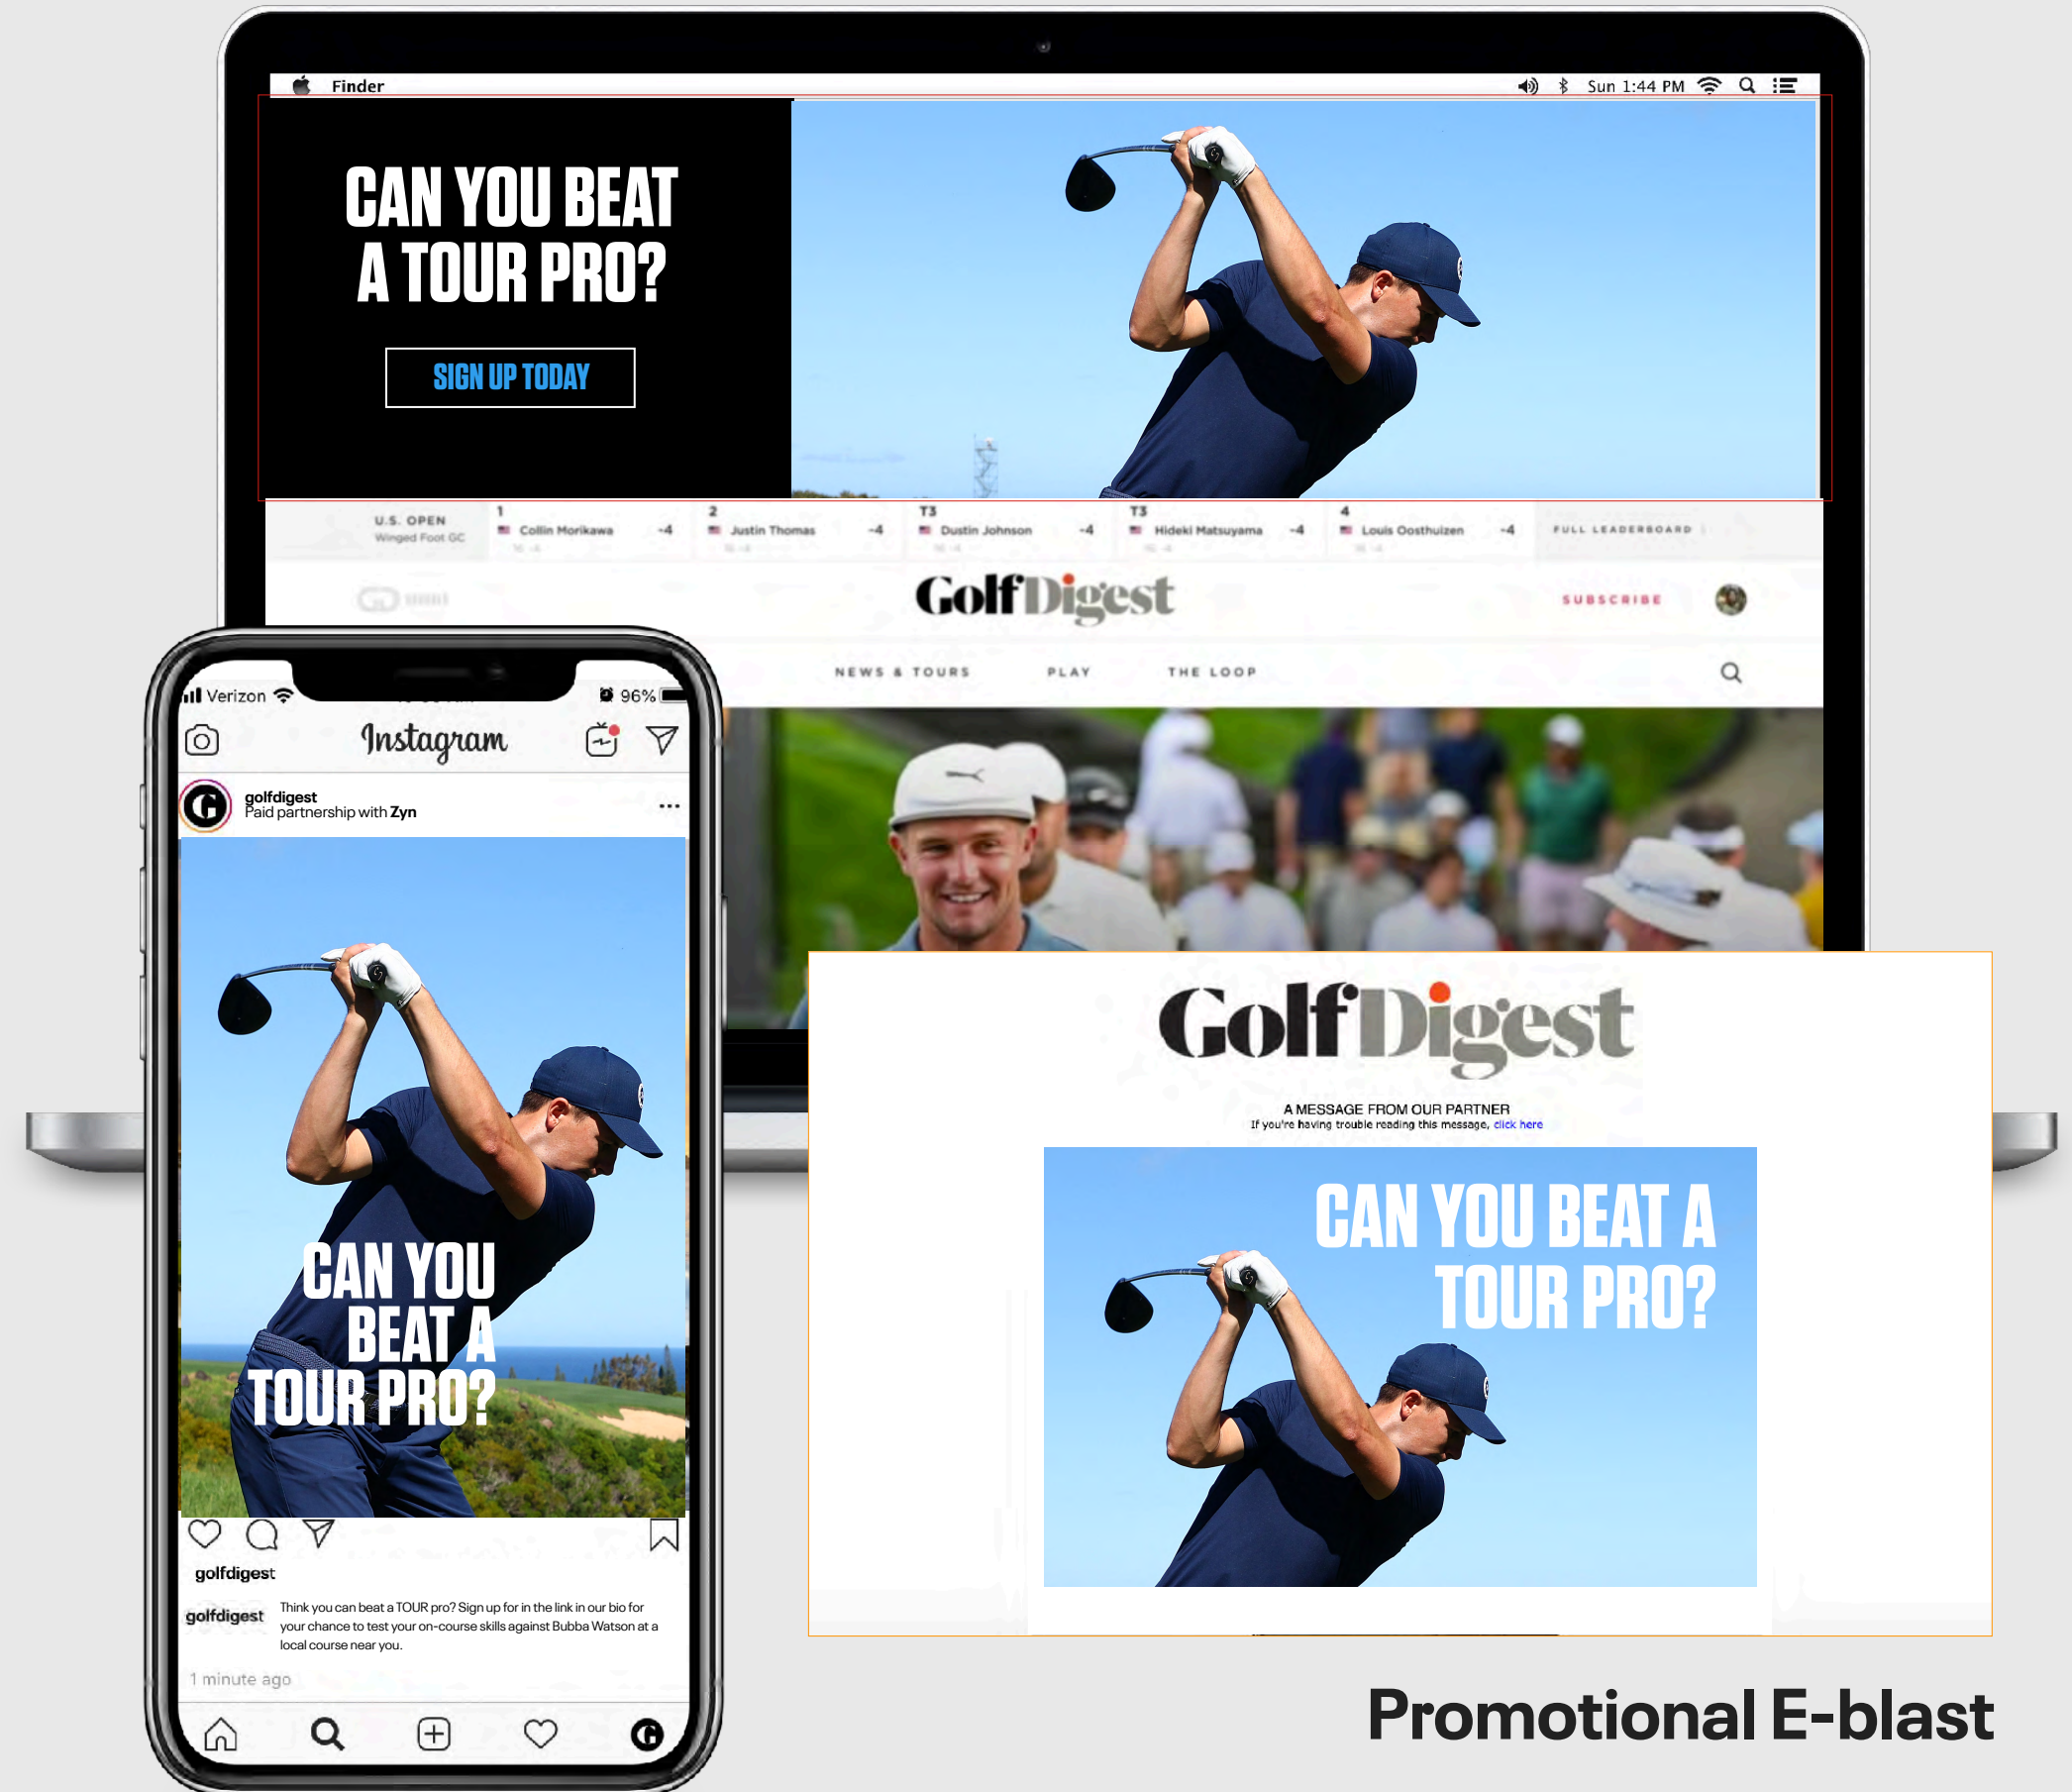 Finder
Sun 1:44 PM
CAN YOU BEAT
A TOUR PRO?
SIGN UP TODAY
U.S. OPEN
Winged Foot GC
1
Collin Morikawa -4
2
Justin Thomas -4
T3
Dustin Johnson -4
T3
Hideki Matsuyama -4
4
Louis Oosthuizen -4
FULL LEADERBOARD
GolfDigest
SUBSCRIBE
NEWS & TOURS PLAY THE LOOP
Verizon
96%
Instagram
golfdigest
Paid partnership with Zyn
CAN YOU
BEAT A
TOUR PRO?
golfdigest
golfdigest
Think you can beat a TOUR pro? Sign up for in the link in our bio for
your chance to test your on-course skills against Bubba Watson at a
local course near you.
1 minute ago
GolfDigest
A MESSAGE FROM OUR PARTNER
If you're having trouble reading this message, click here
CAN YOU BEAT A
TOUR PRO?
Promotional E-blast